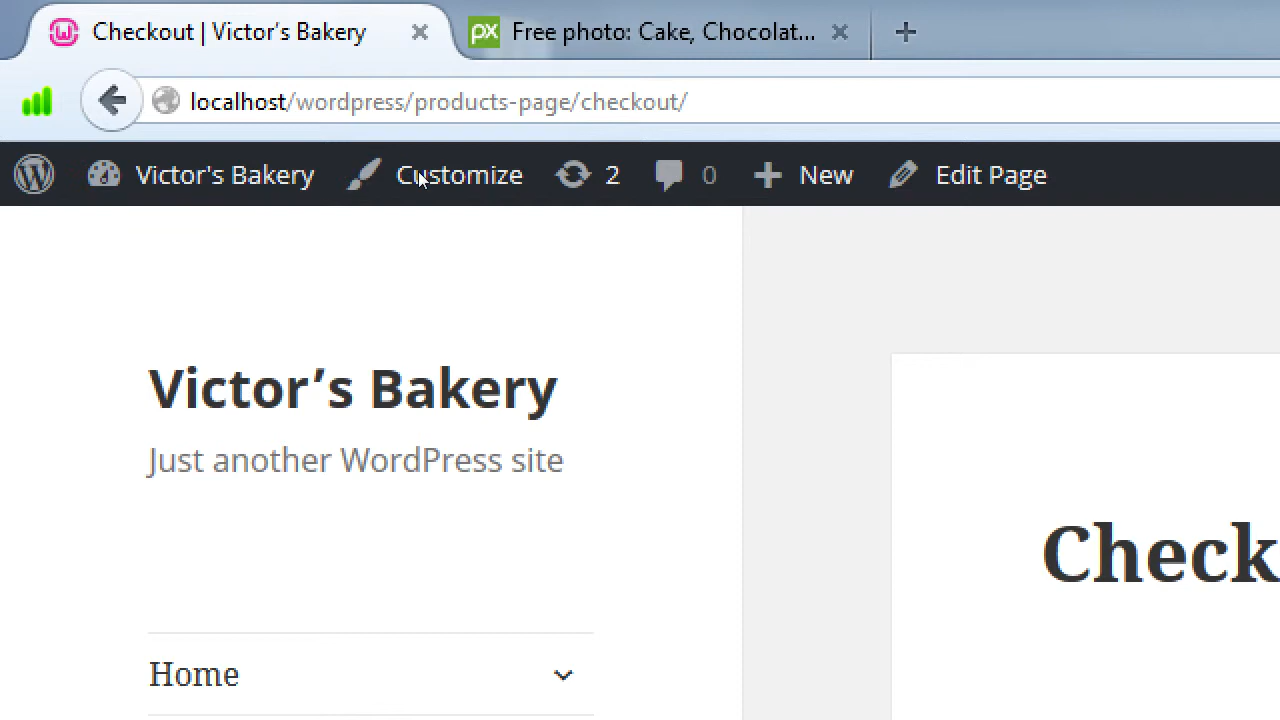 Checkout | Victor’s Bakery
px Free photo: Cake, Chocolat...
localhost/wordpress/products-page/checkout/
Victor's Bakery Customize 2 0 New Edit Page
Victor’s Bakery
Just another WordPress site
Check
Home